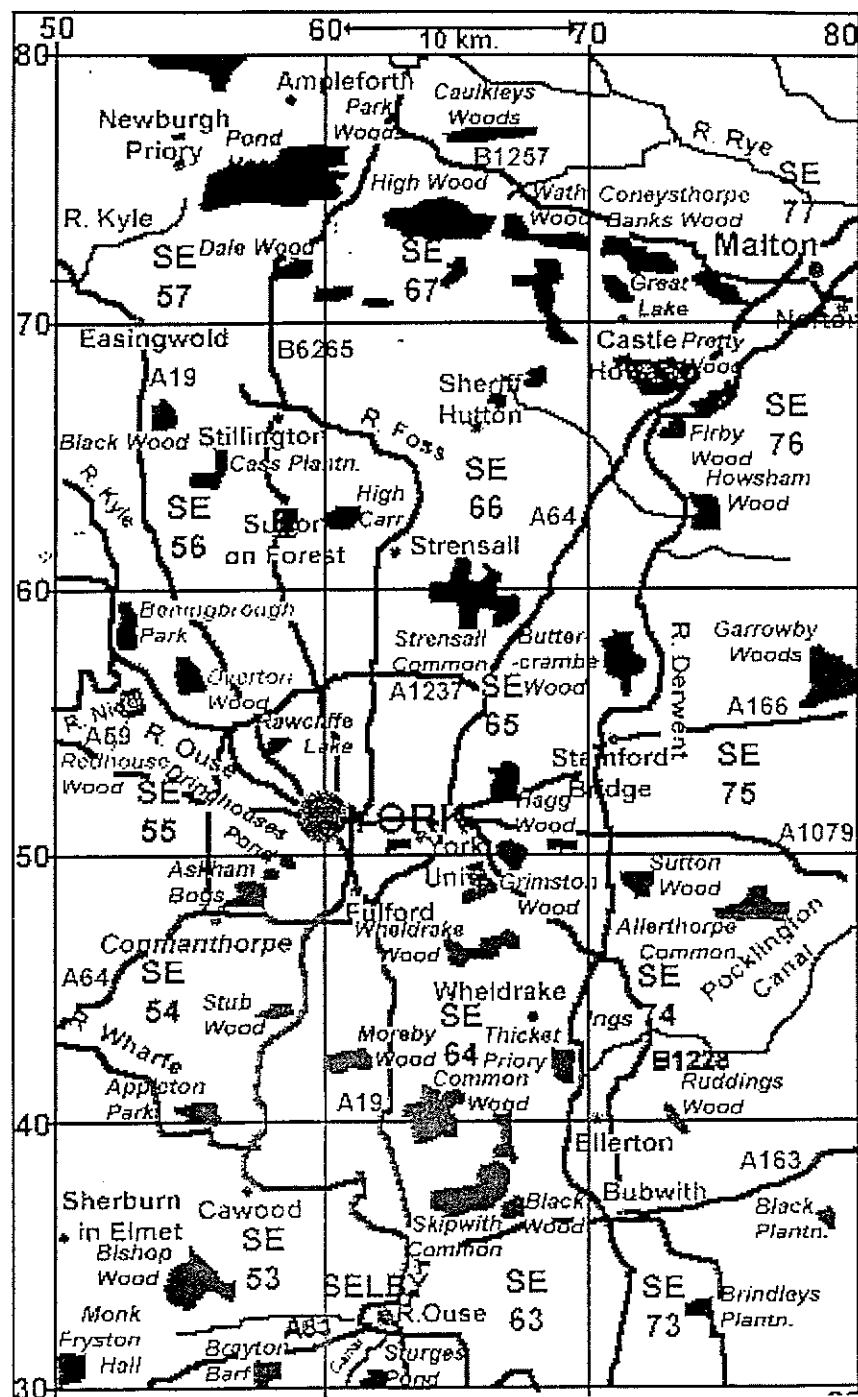 50 60 70 80
10 km.
80
Ampleforth
Caulkleys
Woods
Park
Woods
Newburgh
Priory
Pond
R. Rye
B1257
SE
77
High Wood
Wath
Wood
Coneysthorpe
Banks Wood
R. Kyle
Dale Wood
SE
57
SE
67
Malton
Great
Lake
70
Easingwold
B6265
Castle
Pretty
Wood
A19
Sheriff
Hutton
SE
76
Black Wood
Stillington
R. Foss
Firby
Wood
Cass Plantn.
SE
66
Howsham
Wood
R. Kyle
High
Carr
SE
56
A64
Sutton
on Forest
Strensall
60
Beningbrough
Park
Strensall
Common
Butter-
crambe
Wood
Garrowby
Woods
R. Derwent
Overton
Wood
A1237
SE
65
A166
R. Nidd
Rawcliffe
Lake
A59
R. Ouse
Redhouse
Wood
Stamford
Bridge
SE
75
Dringhouses
Pond
SE
55
Hagg
Wood
YORK
A1079
50
York
Univ.
Askham
Bogs
Grimston
Wood
Sutton
Wood
Fulford
Wheldrake
Wood
Allerthorpe
Common
Copmanthorpe
Pocklington
Canal
A64
SE
54
Wheldrake
SE
4
Stub
Wood
R. Wharfe
Moreby
Wood
SE
64
Thicket
Priory
Ings
B1228
Appleton
Park
Common
Wood
Ruddings
Wood
A19
40
Ellerton
A163
Sherburn
in Elmet
Cawood
Bubwith
Black
Wood
Black
Plantn.
Skipwith
Common
Bishop
Wood
SE
53
SELBY
SE
63
SE
73
Brindleys
Plantn.
Monk
Fryston
Hall
A63
R. Ouse
Brayton
Barf
Canal
Sturges
Pond
30